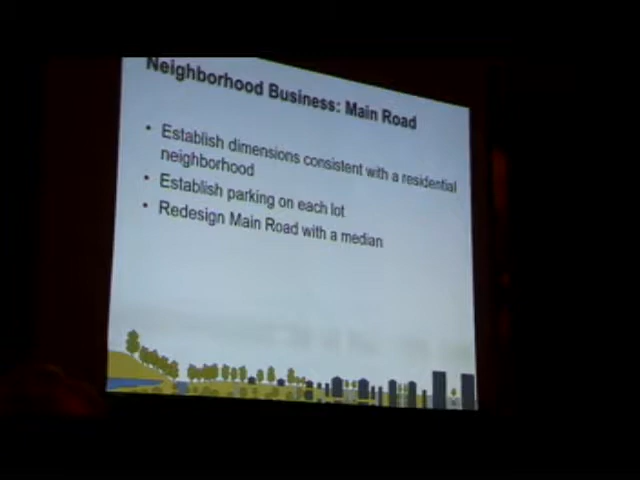 Neighborhood Business: Main Road
• Establish dimensions consistent with a residential
neighborhood
• Establish parking on each lot
• Redesign Main Road with a median